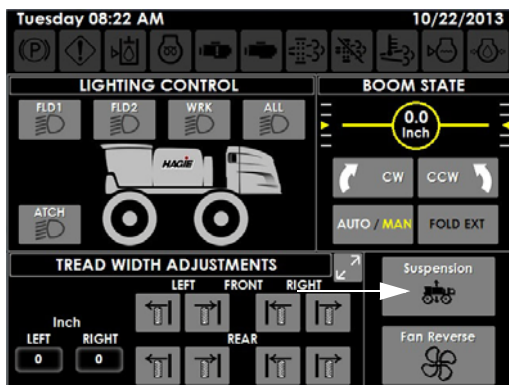 Tuesday 08:22 AM 10/22/2013
(P)
LIGHTING CONTROL
FLD1 FLD2 WRK ALL
HAGIE
ATCH
BOOM STATE
0.0
Inch
CW CCW
AUTO / MAN FOLD EXT
TREAD WIDTH ADJUSTMENTS
LEFT FRONT RIGHT
Inch
LEFT RIGHT
REAR
0 0
Suspension
Fan Reverse